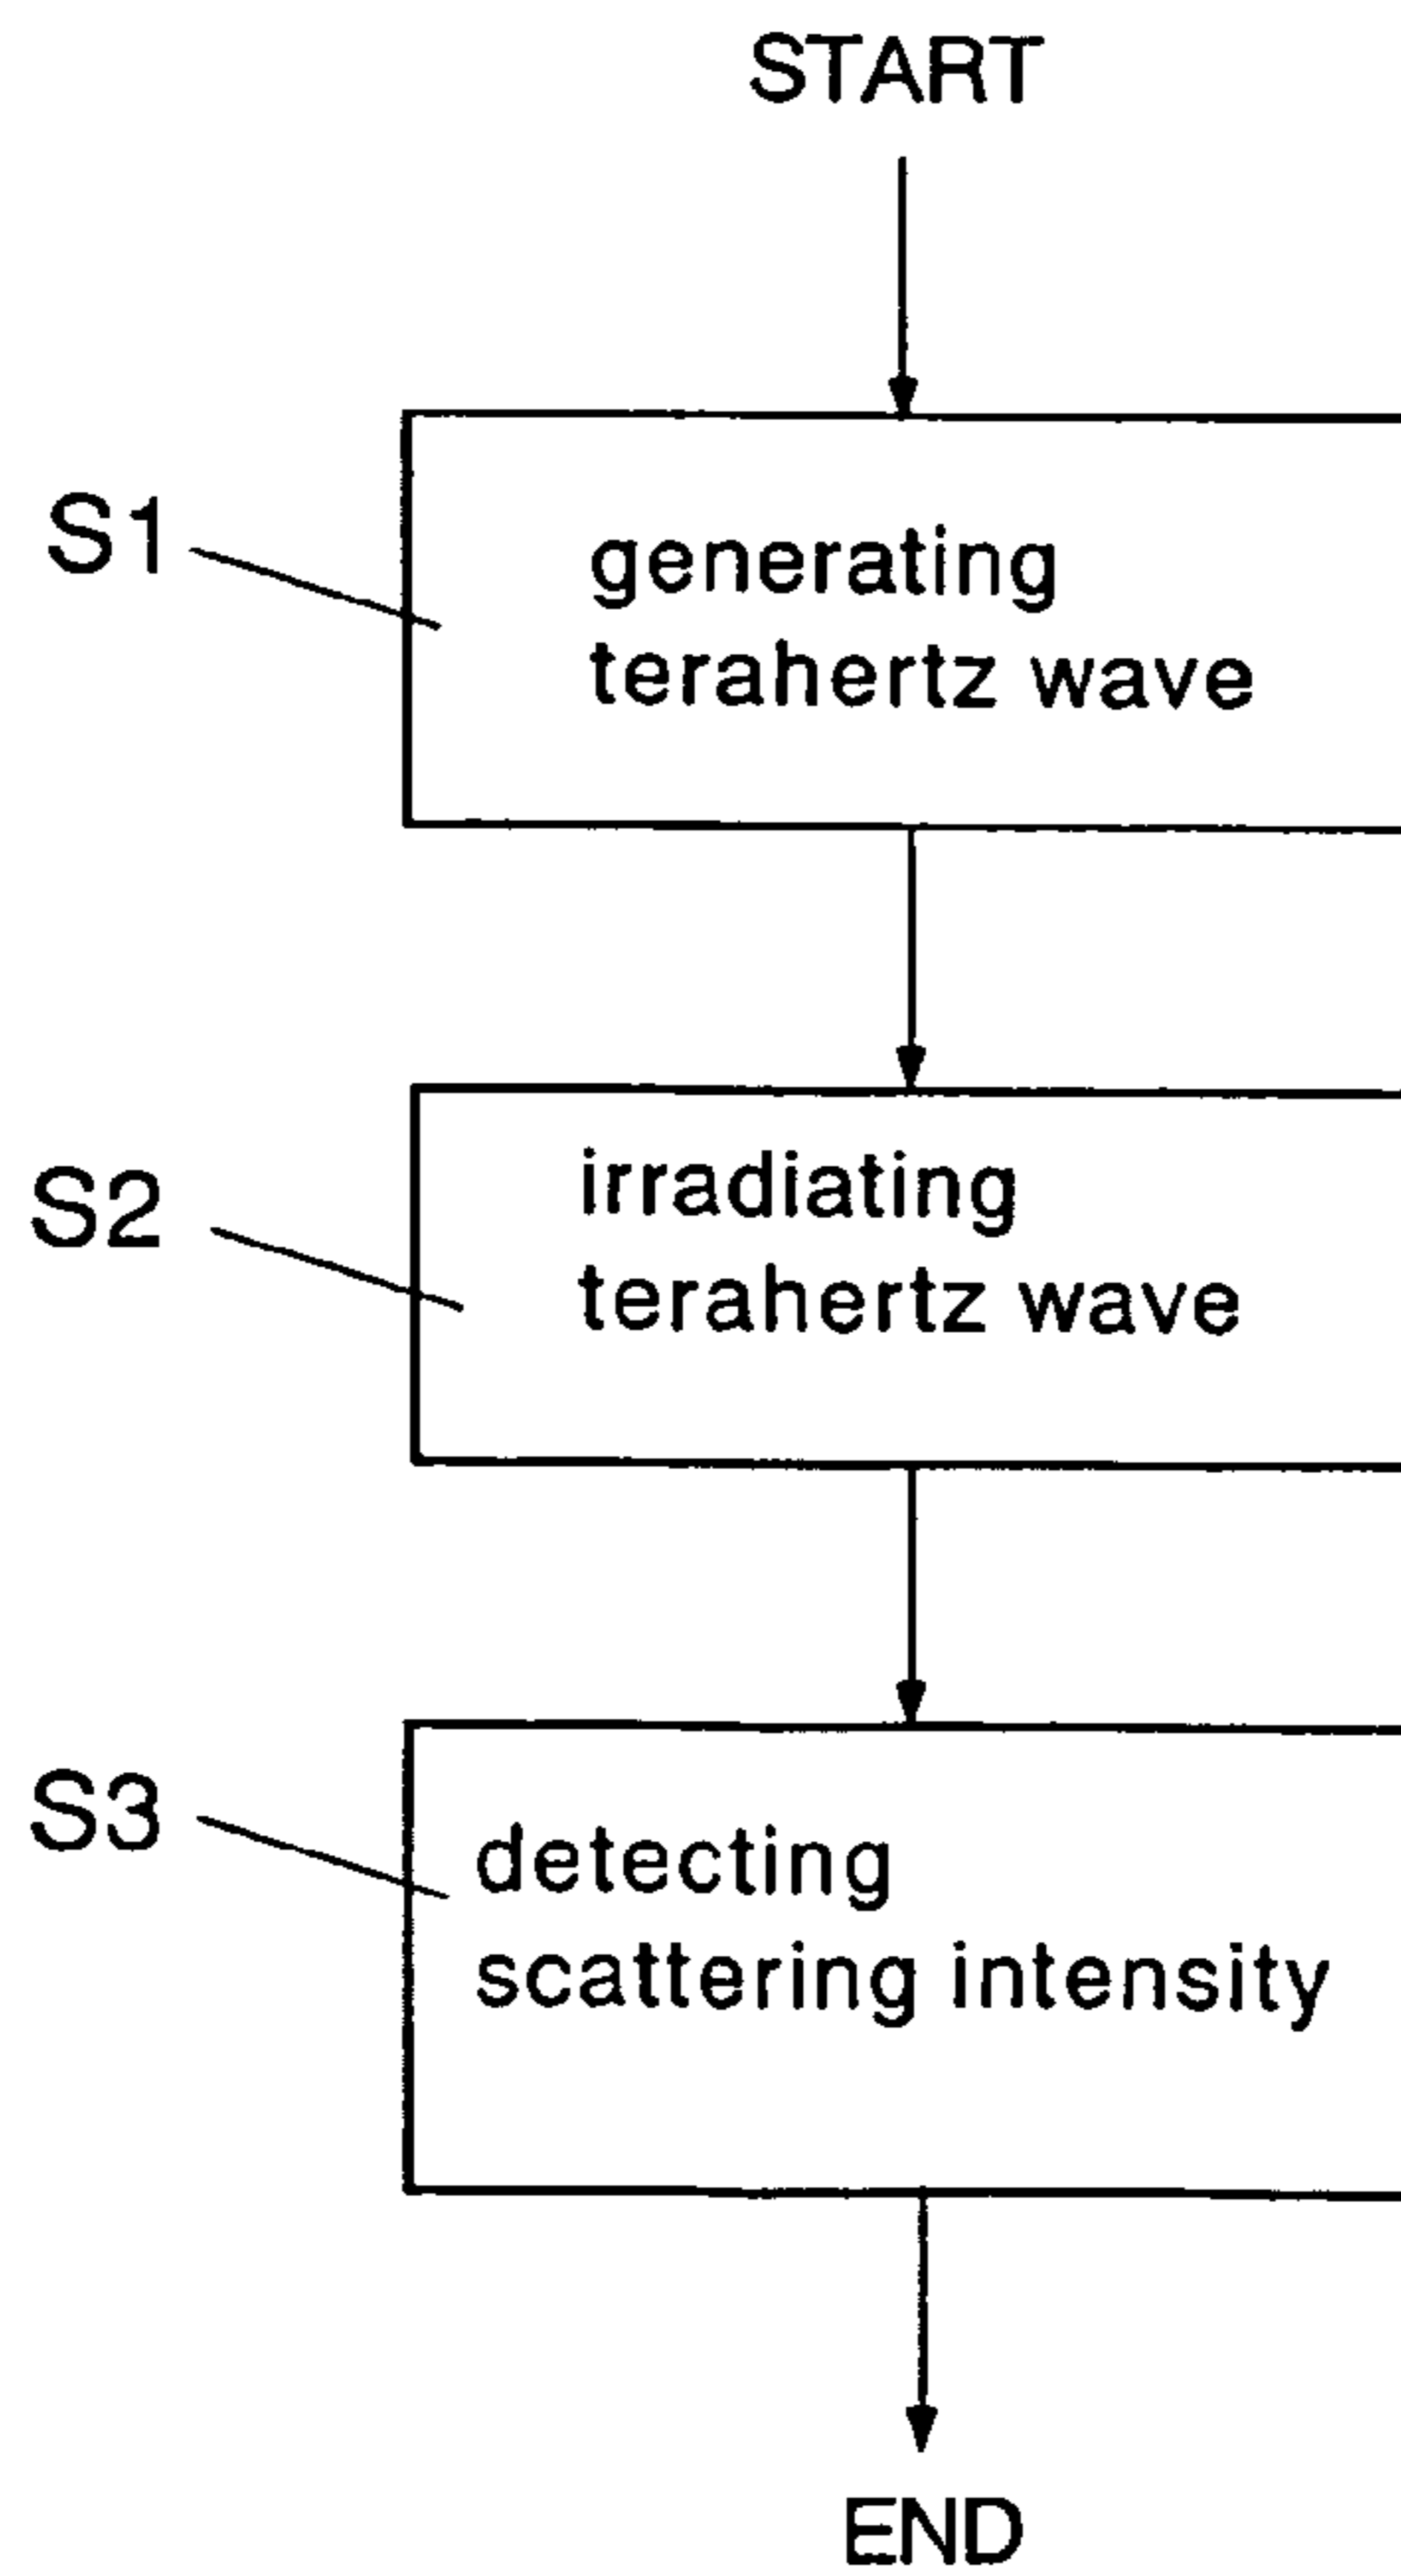 START
S1
generating
terahertz wave
S2
irradiating
terahertz wave
S3
detecting
scattering intensity
END